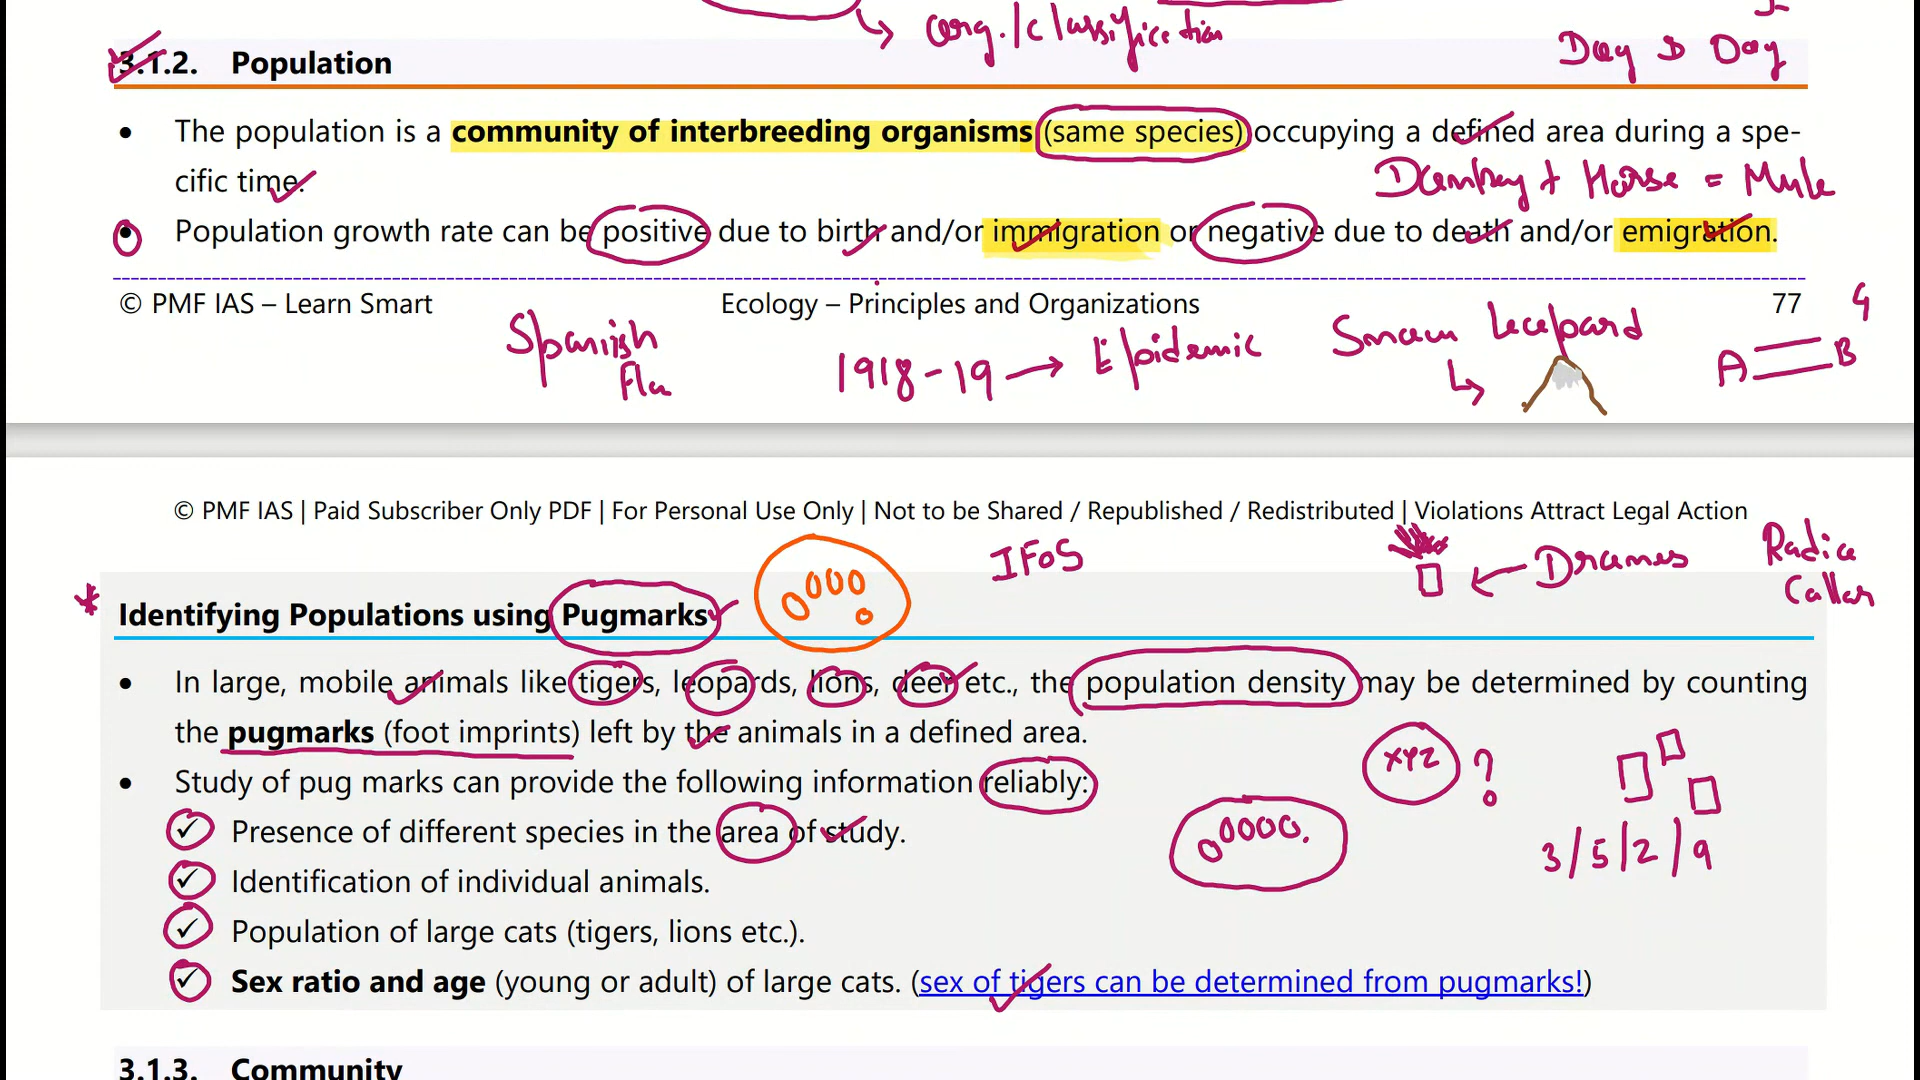 org./classification
Day
Day
3.1.2. Population
• The population is a community of interbreeding organisms (same species) occupying a defined area during a spe-
cific time.
Horse = Mule
• Population growth rate can be positive due to birth and/or immigration or negative due to death and/or emigration.
© PMF IAS – Learn Smart
Ecology – Principles and Organizations
77
Spanish
Flu
1918-19 → Epidemic
Leopard
A
B
© PMF IAS | Paid Subscriber Only PDF | For Personal Use Only | Not to be Shared / Republished / Redistributed | Violations Attract Legal Action
IFoS
* Identifying Populations using Pugmarks
• In large, mobile animals like tigers, leopards, lions, deer etc., the population density may be determined by counting
the pugmarks (foot imprints) left by the animals in a defined area.
XYZ ?
• Study of pug marks can provide the following information reliably:
✓ Presence of different species in the area of study.
3/5/2/9
✓ Identification of individual animals.
✓ Population of large cats (tigers, lions etc.).
✓ Sex ratio and age (young or adult) of large cats. (sex of tigers can be determined from pugmarks!)
3.1.3. Community